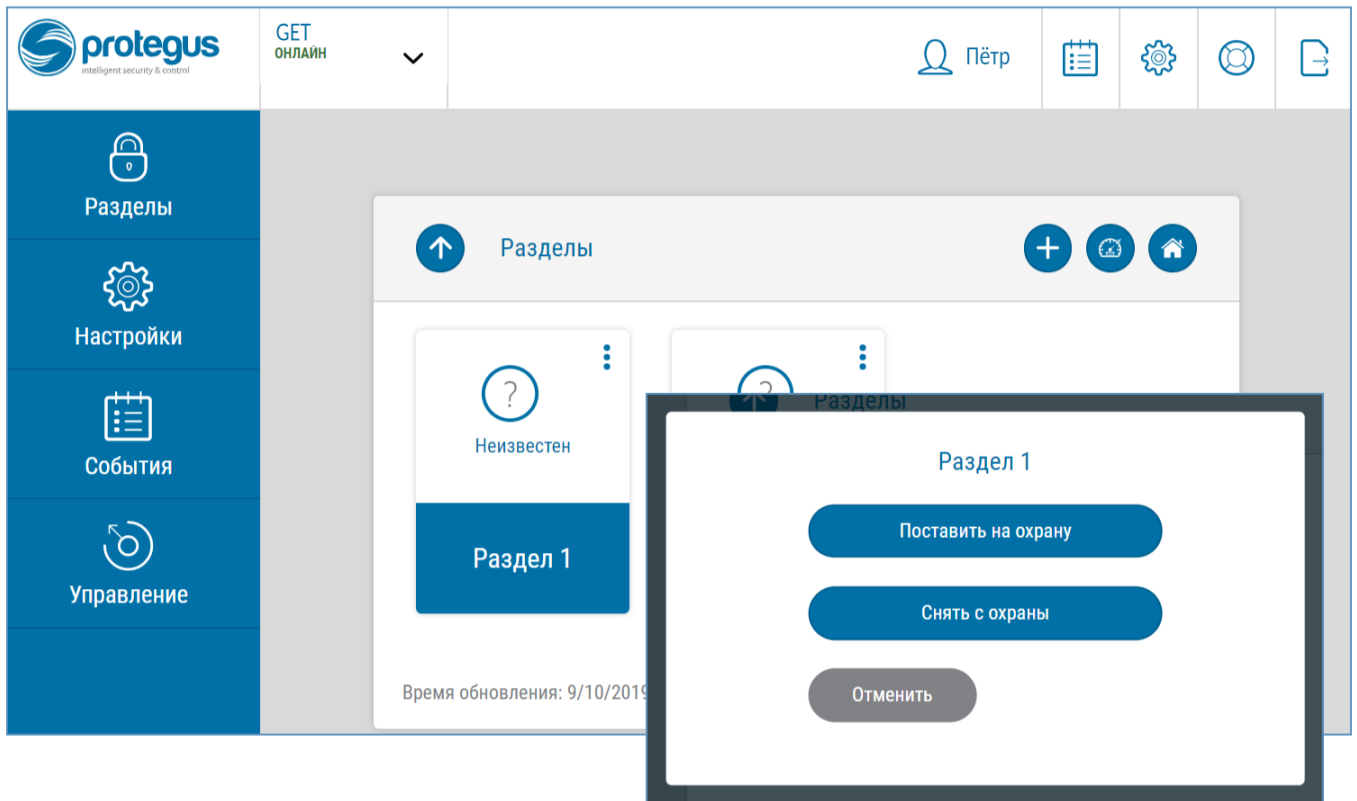 protegus
intelligent security & control
GET
ОНЛАЙН
Пётр
Разделы
Настройки
События
Управление
Разделы
?
Неизвестен
Раздел 1
?
Время обновления: 9/10/2019
Разделы
Раздел 1
Поставить на охрану
Снять с охраны
Отменить